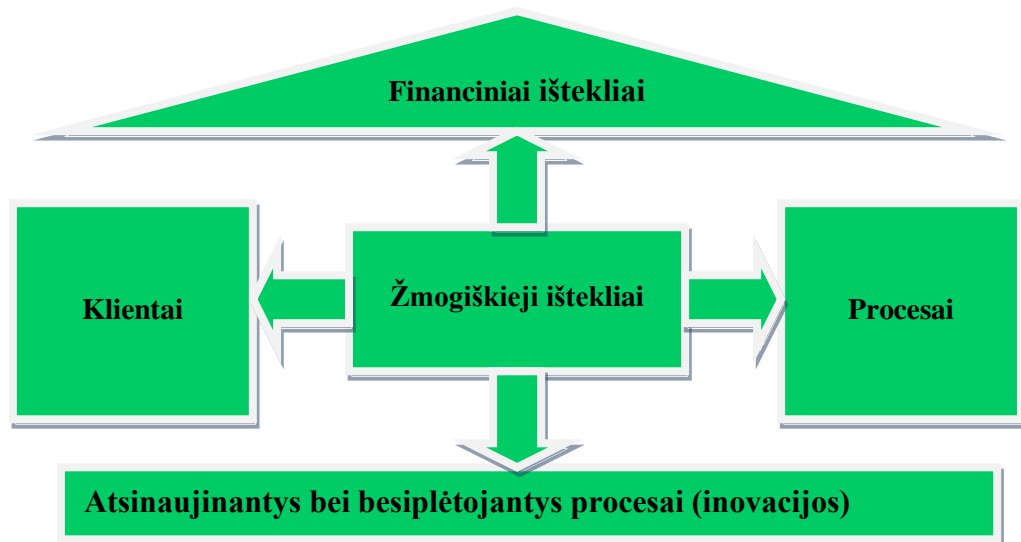 Financiniai ištekliai
Klientai
Žmogiškieji ištekliai
Procesai
Atsinaujinantys bei besiplėtojantys procesai (inovacijos)